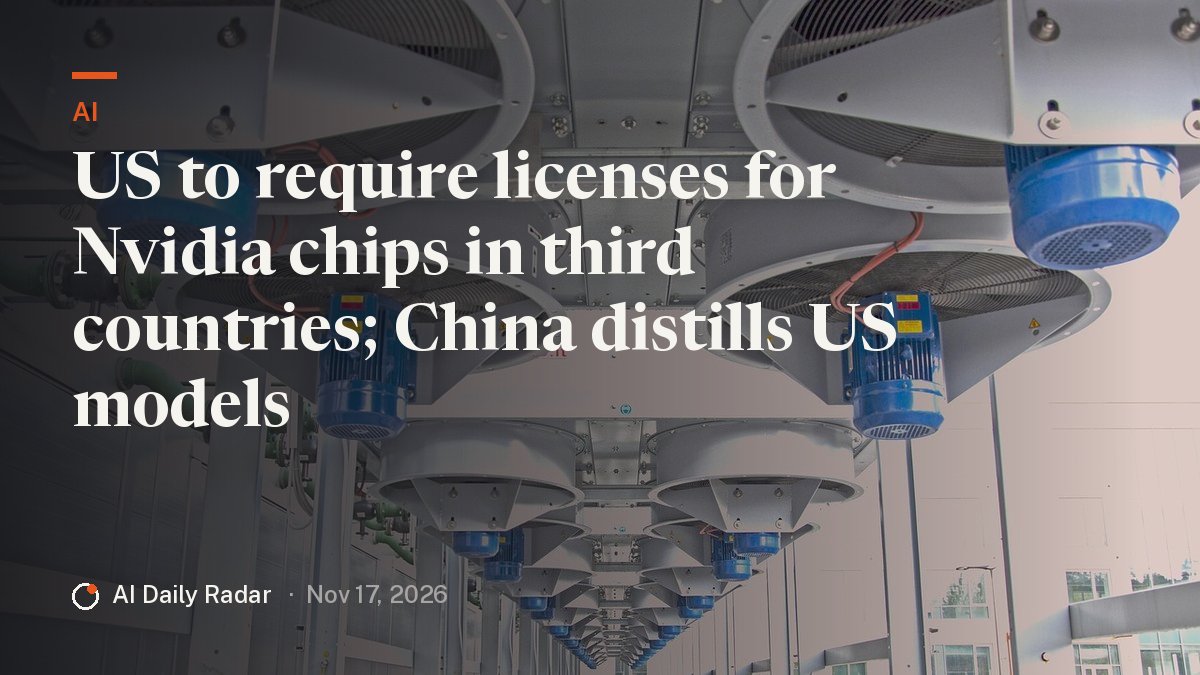 AI
US to require licenses for
Nvidia chips in third
countries; China distills US
models
AI Daily Radar · Nov 17, 2026